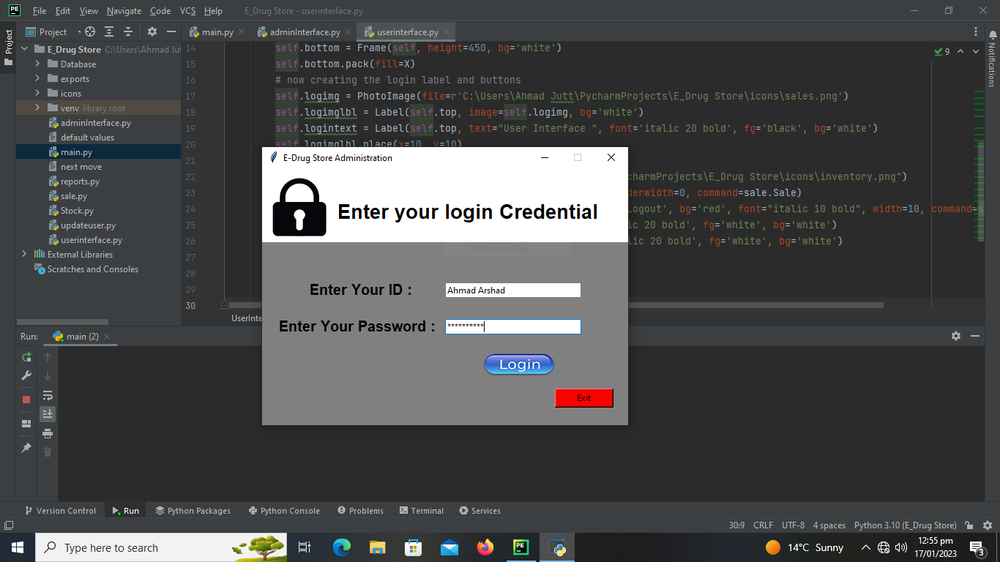 File Edit View Navigate Code VCS Help E_Drug Store - userinterface.py
Project
Project main.py adminInterface.py userinterface.py
Notifications
E_Drug Store C:\Users\Ahmad Jutt
Database
exports
icons
venv library root
adminInterface.py
default values
main.py
next move
reports.py
sale.py
Stock.py
updateuser.py
userinterface.py
External Libraries
Scratches and Consoles
9
14 self.bottom = Frame(self, height=450, bg='white')
15 self.bottom.pack(fill=X)
16 # now creating the login label and buttons
17 self.logimg = PhotoImage(file=r'C:\Users\Ahmad Jutt\PycharmProjects\E_Drug Store\icons\sales.png')
18 self.logimglbl = Label(self.top, image=self.logimg, bg='white')
19 self.logintext = Label(self.top, text="User Interface ", font='italic 20 bold', fg='black', bg='white')
20 self.logimglbl.place(x=10, y=10)
21
22 charmProjects\E_Drug Store\icons\inventory.png")
23 derwidth=0, command=sale.Sale)
24 Logout', bg='red', font="italic 10 bold", width=10, command=s
25 ic 20 bold', fg='white', bg='white')
26 lic 20 bold', fg='white', bg='white')
27
28
29
30
UserInte
E-Drug Store Administration
Enter your login Credential
Full-screen Snip
Enter Your ID : Ahmad Arshad
Enter Your Password : **********
Login
Exit
Run: main (2)
Version Control Run Python Packages Python Console Problems Terminal Services
30:9 CRLF UTF-8 4 spaces Python 3.10 (E_Drug Store)
Type here to search
PE
14°C Sunny
12:55 pm
17/01/2023
3